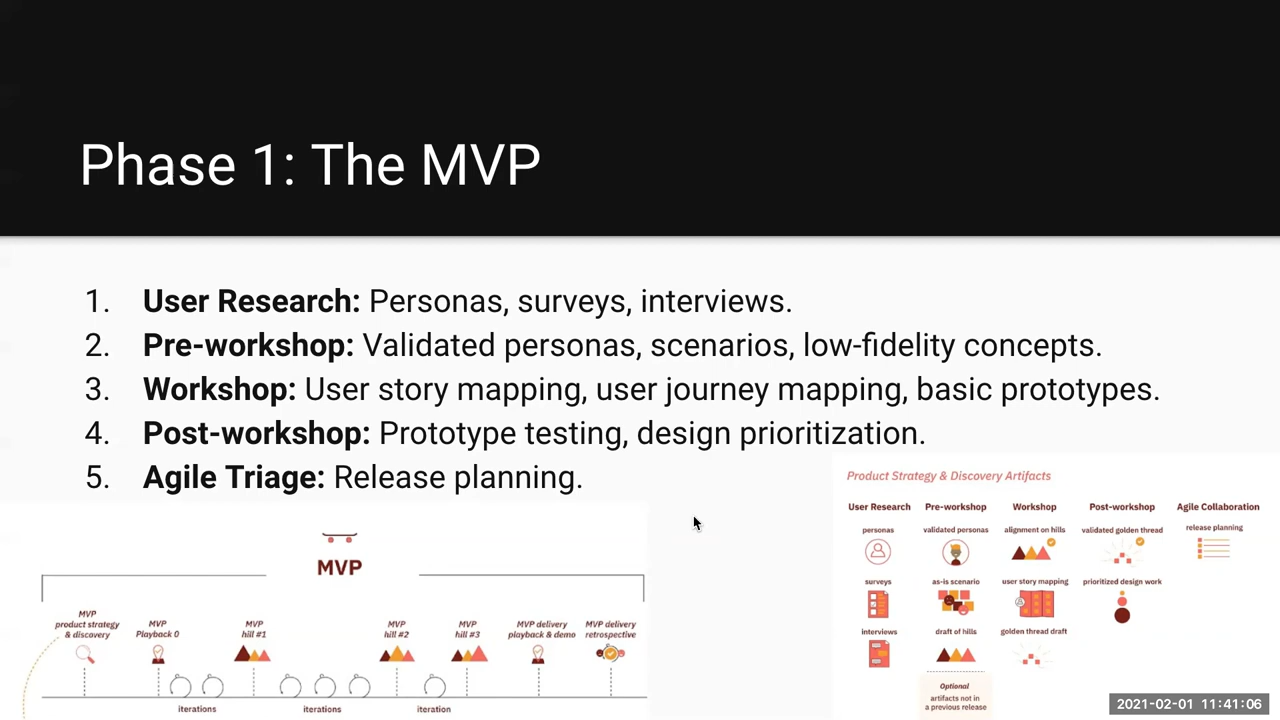 Phase 1: The MVP
1. User Research: Personas, surveys, interviews.
2. Pre-workshop: Validated personas, scenarios, low-fidelity concepts.
3. Workshop: User story mapping, user journey mapping, basic prototypes.
4. Post-workshop: Prototype testing, design prioritization.
5. Agile Triage: Release planning.
MVP
MVP
product strategy
& discovery
MVP
Playback 0
MVP
hill #1
MVP
hill #2
MVP
hill #3
MVP delivery
playback & demo
MVP delivery
retrospective
iterations
iterations
iteration
Product Strategy & Discovery Artifacts
User Research
Pre-workshop
Workshop
Post-workshop
Agile Collaboration
personas
validated personas
alignment on hills
validated golden thread
release planning
surveys
as-is scenario
user story mapping
prioritized design work
interviews
draft of hills
golden thread draft
Optional
artifacts not in
a previous release
2021-02-01 11:41:06